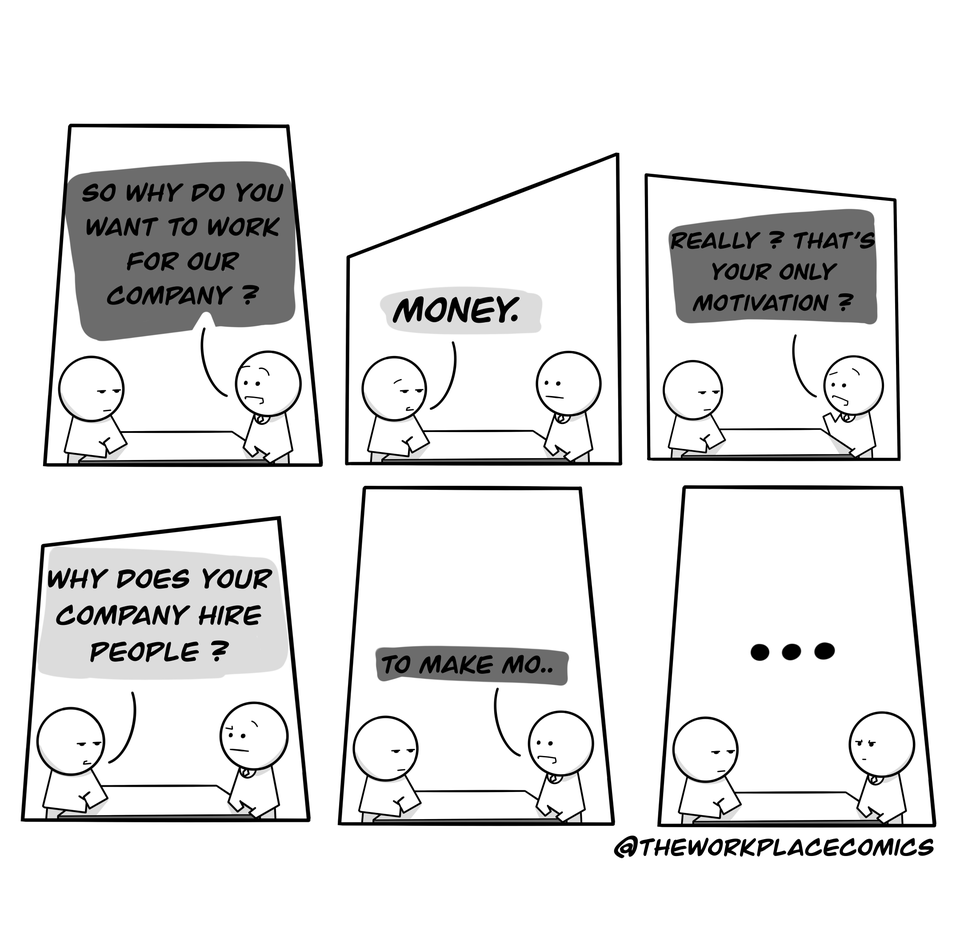 SO WHY DO YOU
WANT TO WORK
FOR OUR
COMPANY ?
MONEY.
REALLY ? THAT'S
YOUR ONLY
MOTIVATION ?
WHY DOES YOUR
COMPANY HIRE
PEOPLE ?
TO MAKE MO..
...
@THEWORKPLACECOMICS